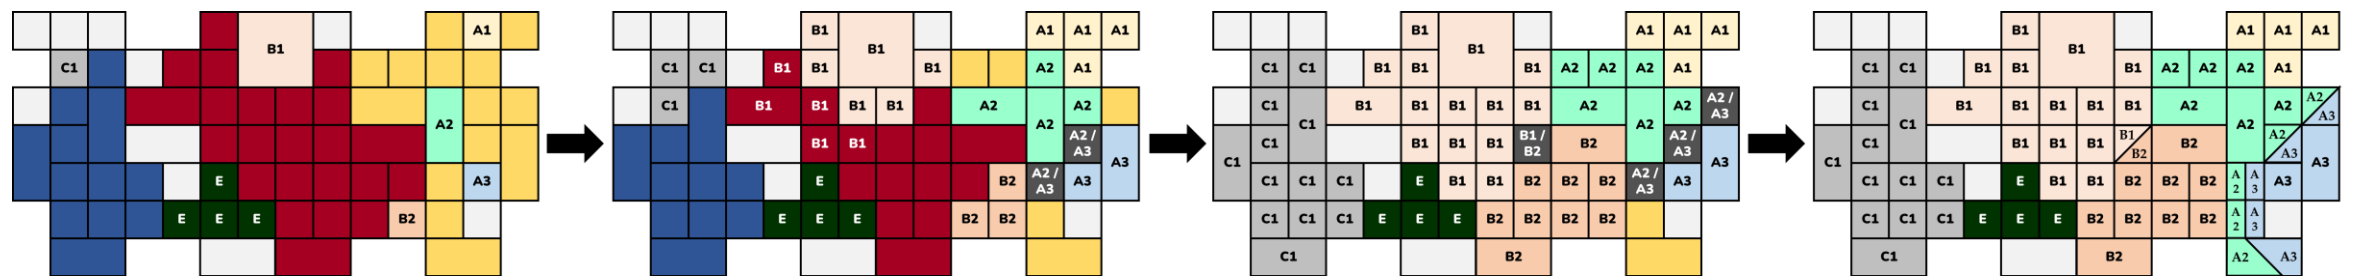 A1
B1
C1
A2
E A3
E E E B2
B1 A1 A1 A1
B1
C1 C1 B1 B1 B1 A2 A1
C1 B1 B1 B1 B1 A2 A2
B1 B1 A2 A2 / A3
A3
E B2 A2 / A3 A3
E E E B2 B2
B1 A1 A1 A1
B1
C1 C1 B1 B1 B1 A2 A2 A2 A1
C1 B1 B1 B1 B1 B1 A2 A2 A2 / A3
C1
C1 B1 B1 B1 B1 / B2 B2 A2 A2 / A3
C1 A3
C1 C1 C1 E B1 B1 B2 B2 B2 A2 / A3 A3
C1 C1 C1 E E E B2 B2 B2 B2
C1 B2
B1 A1 A1 A1
B1
C1 C1 B1 B1 B1 A2 A2 A2 A1
C1 B1 B1 B1 B1 B1 A2 A2 A2 A3
C1
C1 B1 B1 B1 B1 B2 B2 A2 A2 A3
C1 A3
C1 C1 C1 E B1 B1 B2 B2 B2 A2 A3 A3
C1 C1 C1 E E E B2 B2 B2 B2 A2 A3
C1 B2 A2 A3